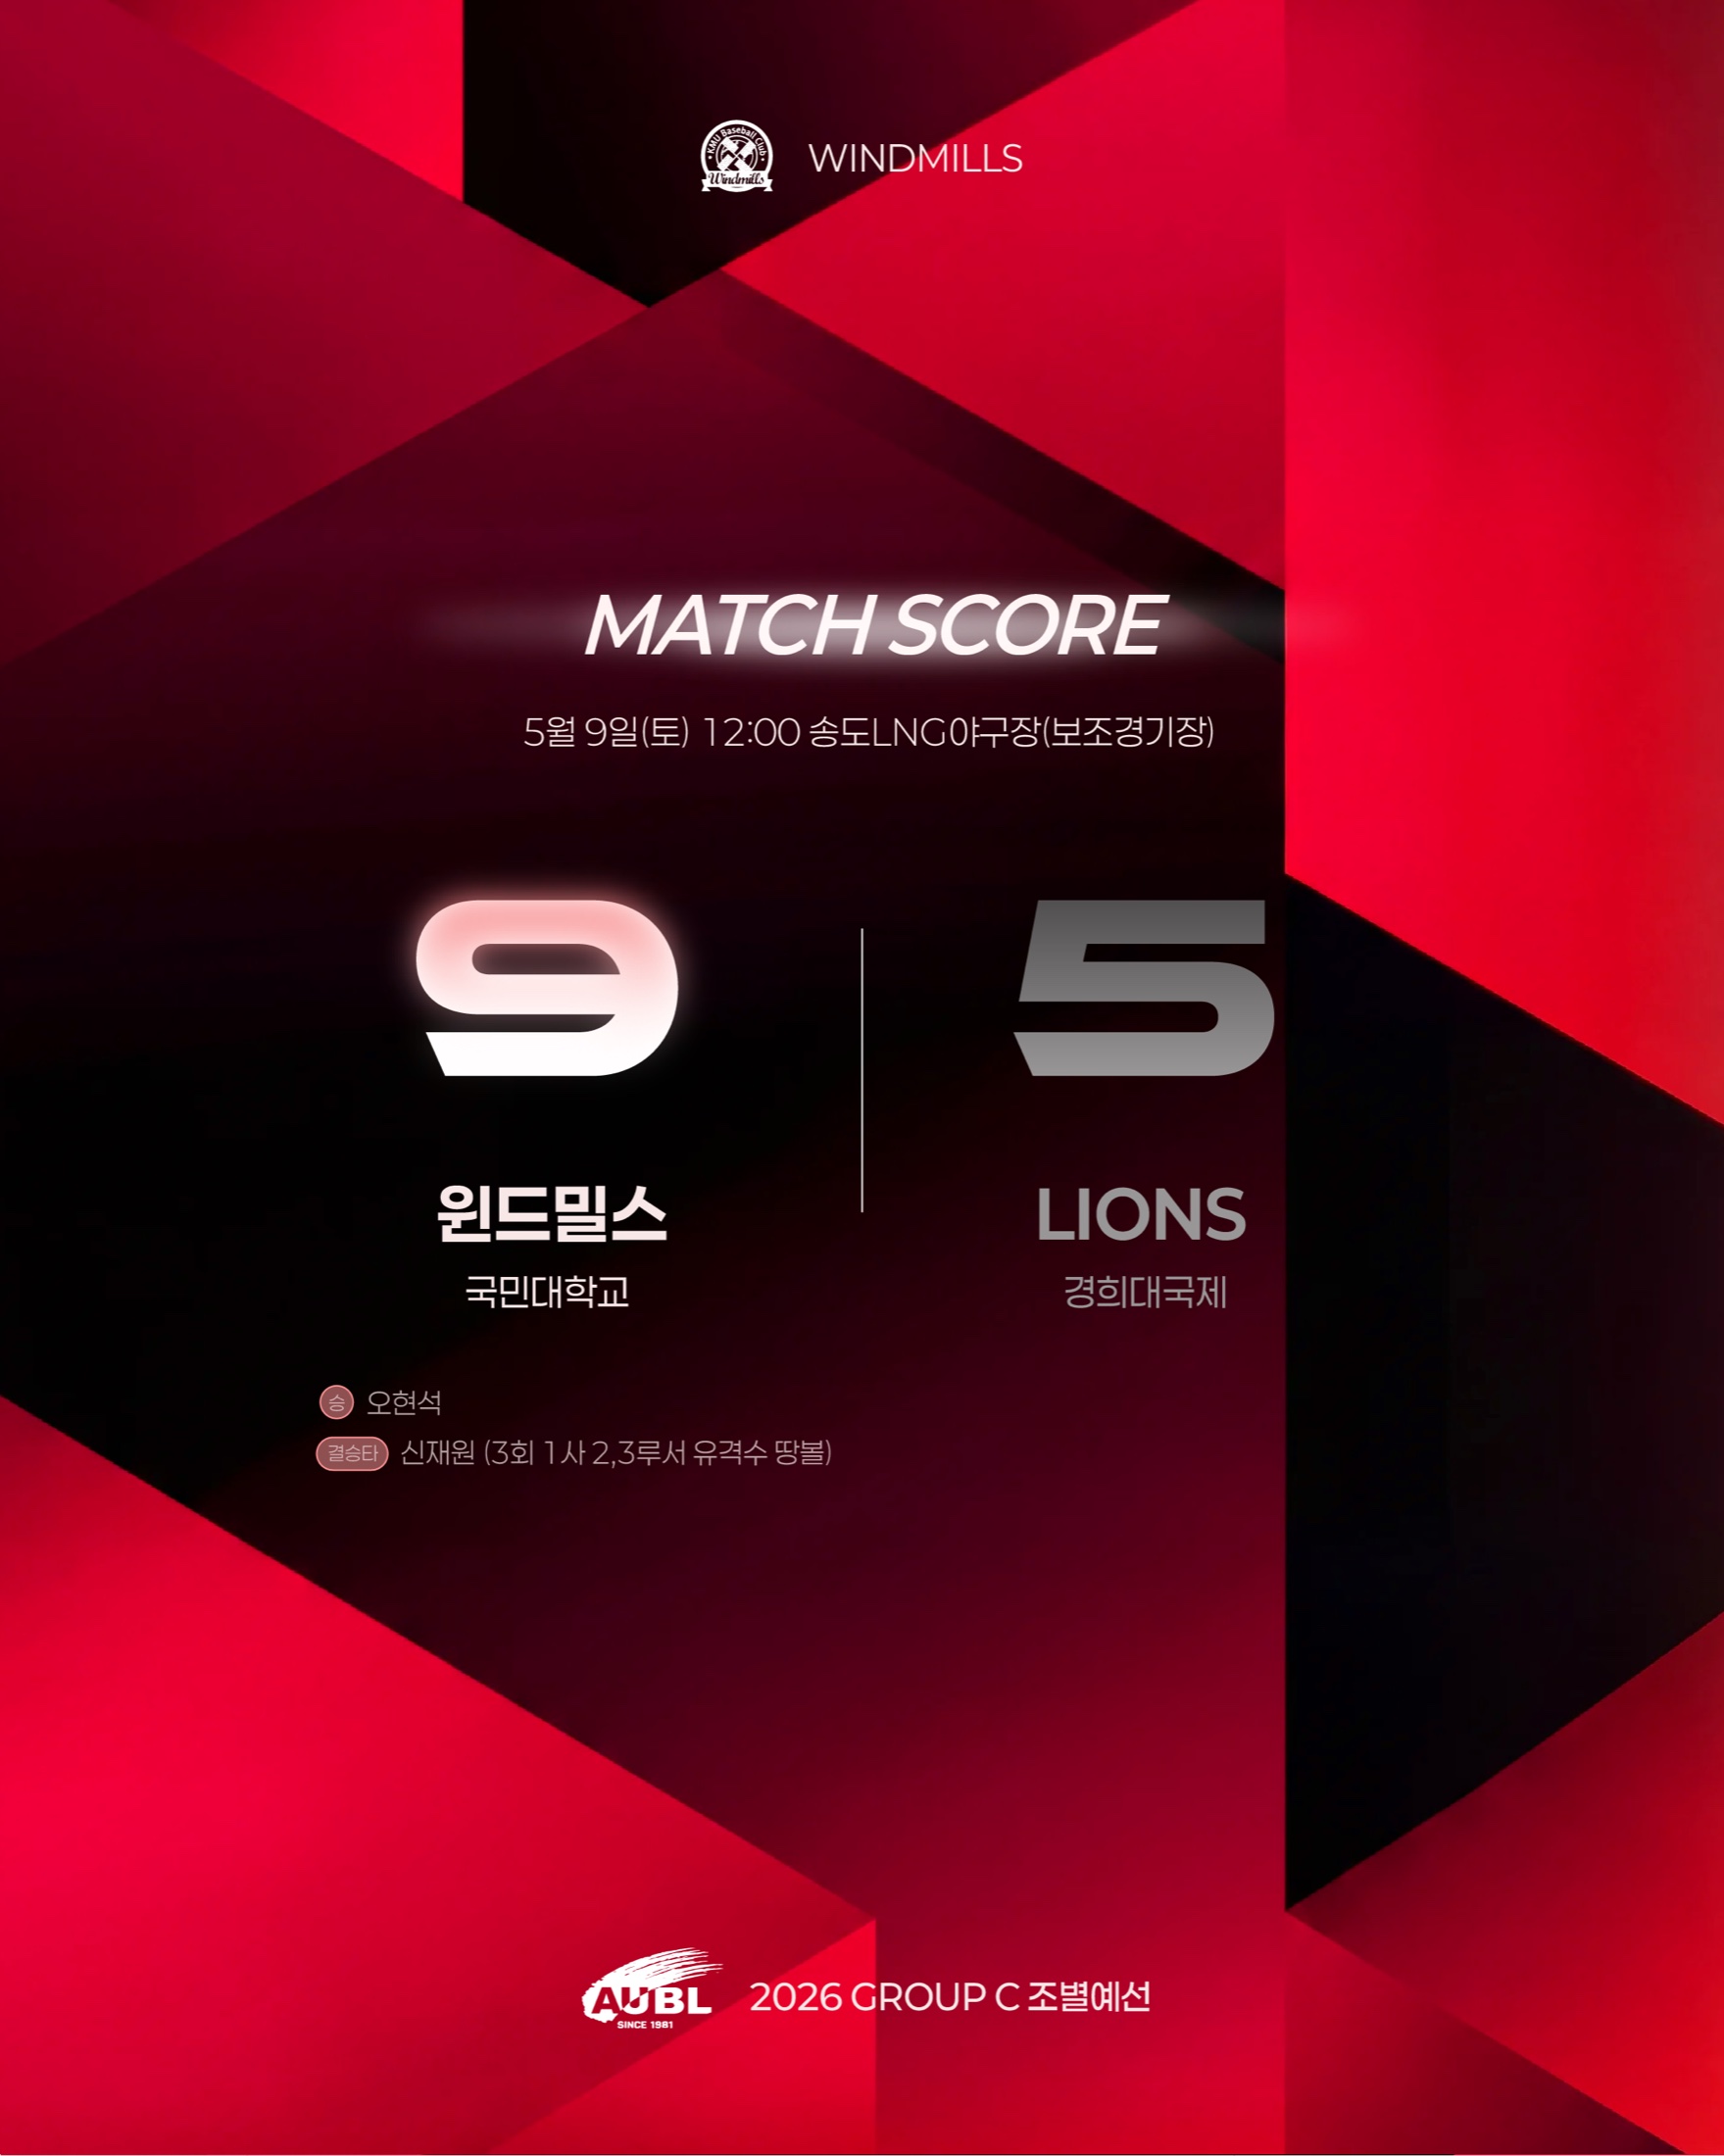 KMU Baseball Club
Windmills
WINDMILLS
MATCH SCORE
5월 9일(토) 12:00 송도LNG야구장(보조경기장)
9
5
윈드밀스
LIONS
국민대학교
경희대국제
승 오현석
결승타 신재원 (3회 1사 2,3루서 유격수 땅볼)
AUBL
SINCE 1981
2026 GROUP C 조별예선